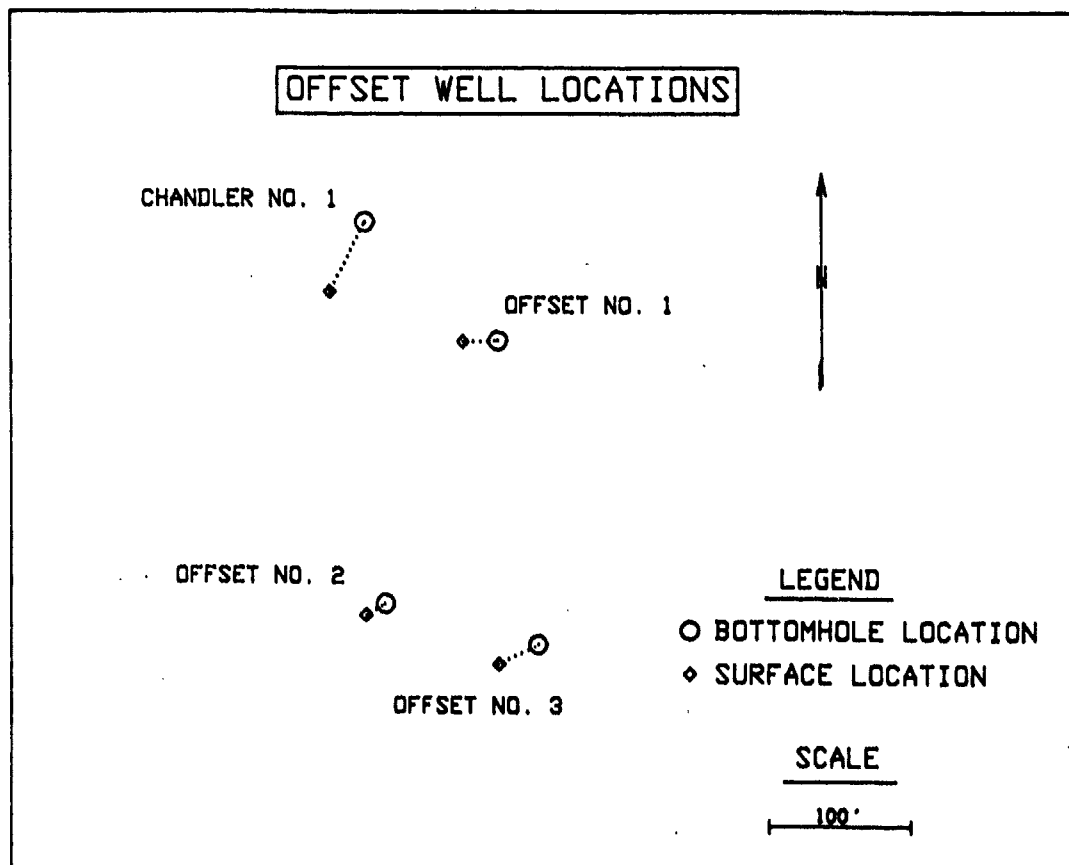 OFFSET WELL LOCATIONS
CHANDLER NO. 1
N
OFFSET NO. 1
OFFSET NO. 2
OFFSET NO. 3
LEGEND
BOTTOMHOLE LOCATION
SURFACE LOCATION
SCALE
100'